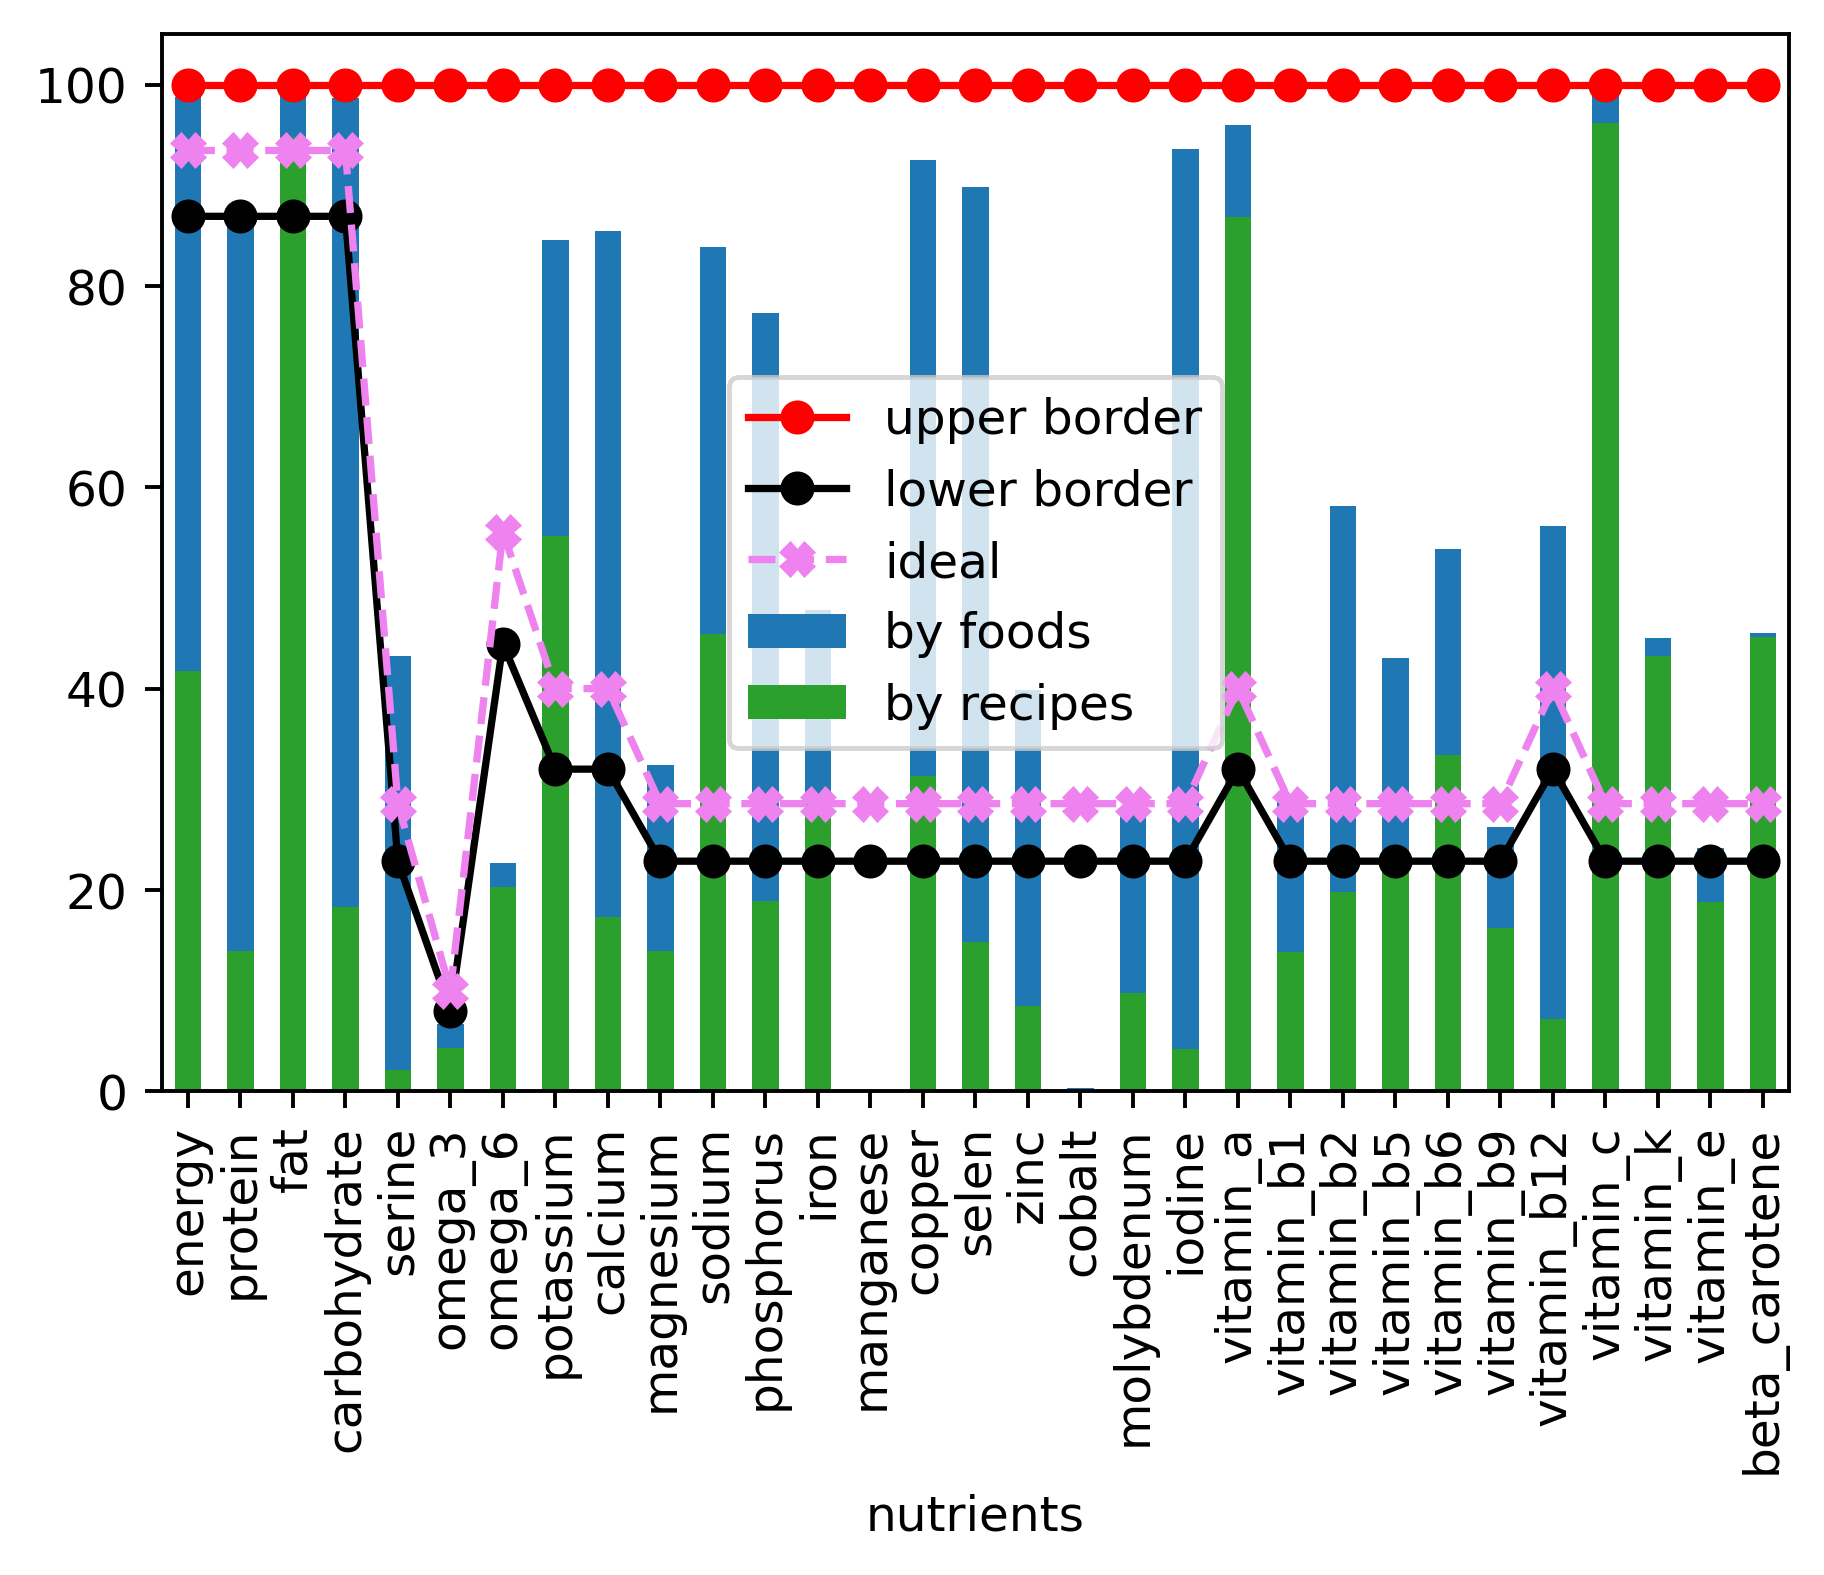 100
80
60
40
20
0
upper border
lower border
ideal
by foods
by recipes
energy
protein
fat
carbohydrate
serine
omega_3
omega_6
potassium
calcium
magnesium
sodium
phosphorus
iron
manganese
copper
selen
zinc
cobalt
molybdenum
iodine
vitamin_a
vitamin_b1
vitamin_b2
vitamin_b5
vitamin_b6
vitamin_b9
vitamin_b12
vitamin_c
vitamin_k
vitamin_e
beta_carotene
nutrients